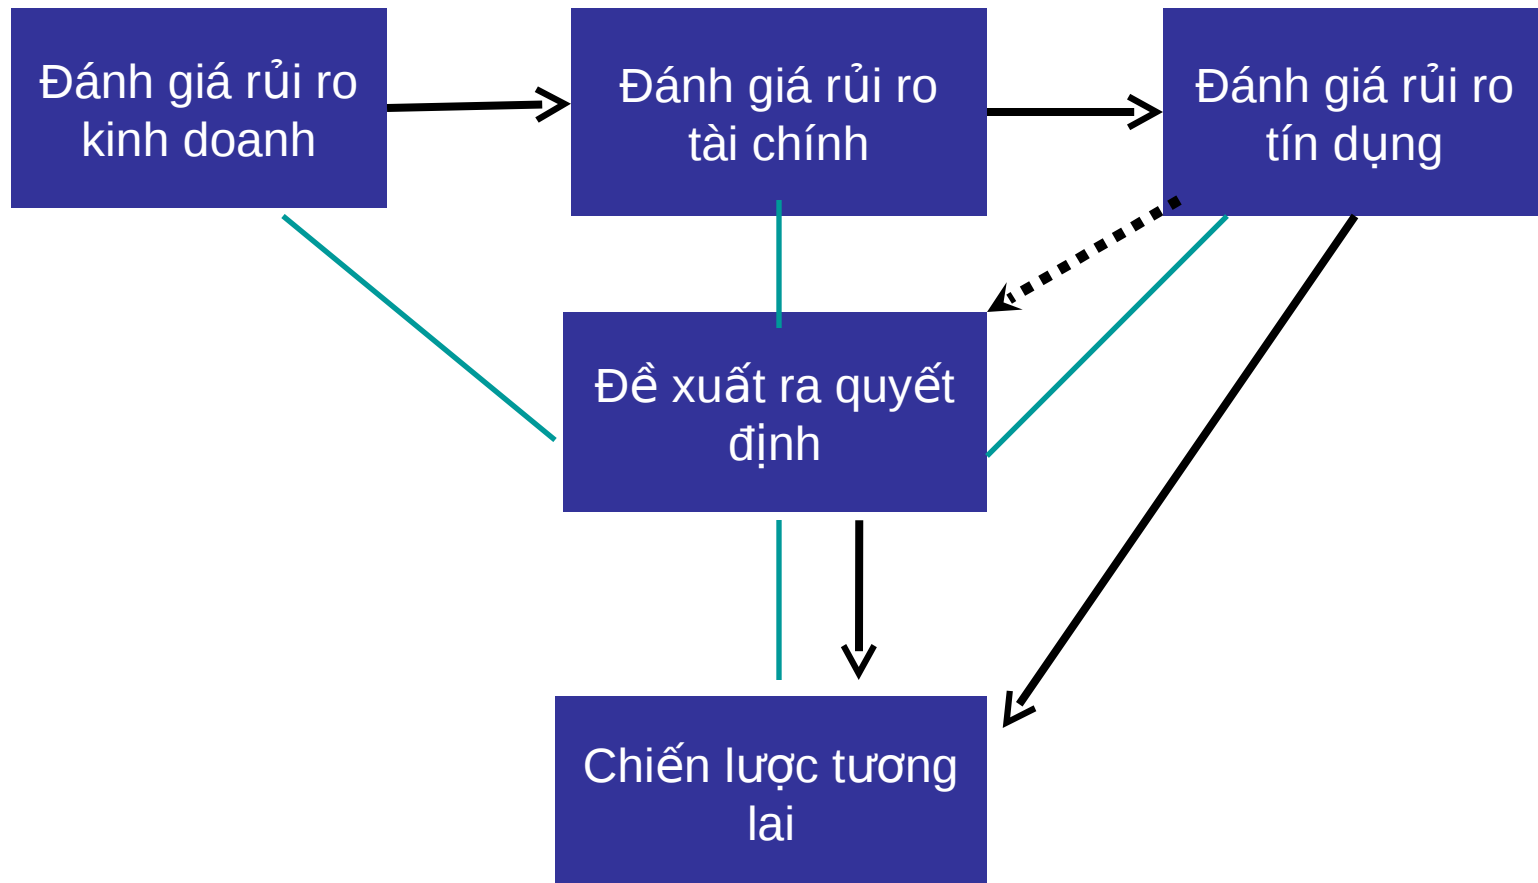 Đánh giá rủi ro
kinh doanh
Đánh giá rủi ro
tài chính
Đánh giá rủi ro
tín dụng
Đề xuất ra quyết
định
Chiến lược tương
lai